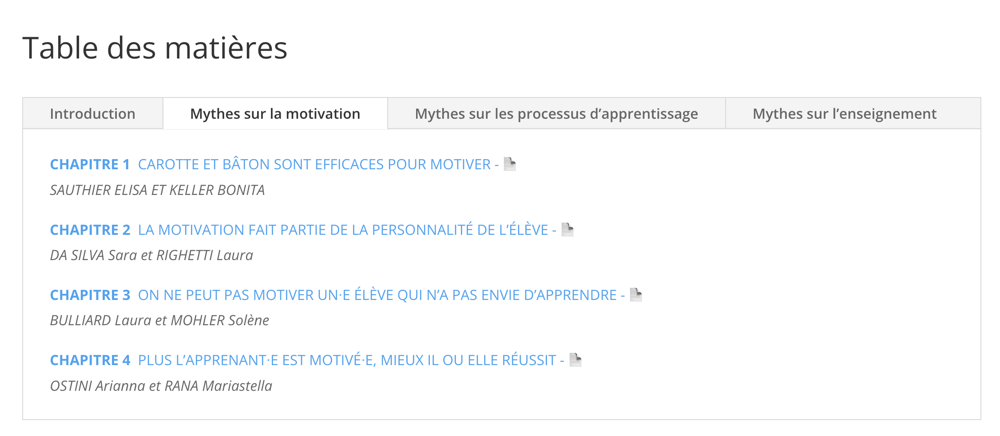 Table des matières
Introduction
Mythes sur la motivation
Mythes sur les processus d’apprentissage
Mythes sur l’enseignement
CHAPITRE 1 CAROTTE ET BÂTON SONT EFFICACES POUR MOTIVER -
SAUTHIER ELISA ET KELLER BONITA
CHAPITRE 2 LA MOTIVATION FAIT PARTIE DE LA PERSONNALITÉ DE L’ÉLÈVE -
DA SILVA Sara et RIGHETTI Laura
CHAPITRE 3 ON NE PEUT PAS MOTIVER UN·E ÉLÈVE QUI N’A PAS ENVIE D’APPRENDRE -
BULLIARD Laura et MOHLER Solène
CHAPITRE 4 PLUS L’APPRENANT·E EST MOTIVÉ·E, MIEUX IL OU ELLE RÉUSSIT -
OSTINI Arianna et RANA Mariastella